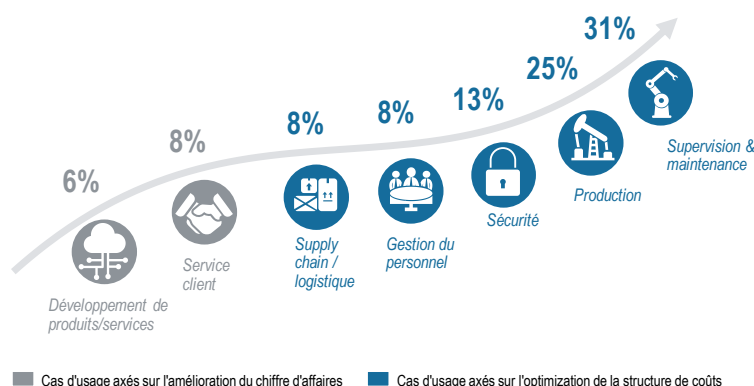 31%
25%
13%
8%
8%
8%
6%
Supervision &
maintenance
Production
Sécurité
Gestion du
personnel
Supply
chain /
logistique
Service
client
Développement de
produits/services
Cas d'usage axés sur l'amélioration du chiffre d'affaires
Cas d'usage axés sur l'optimization de la structure de coûts